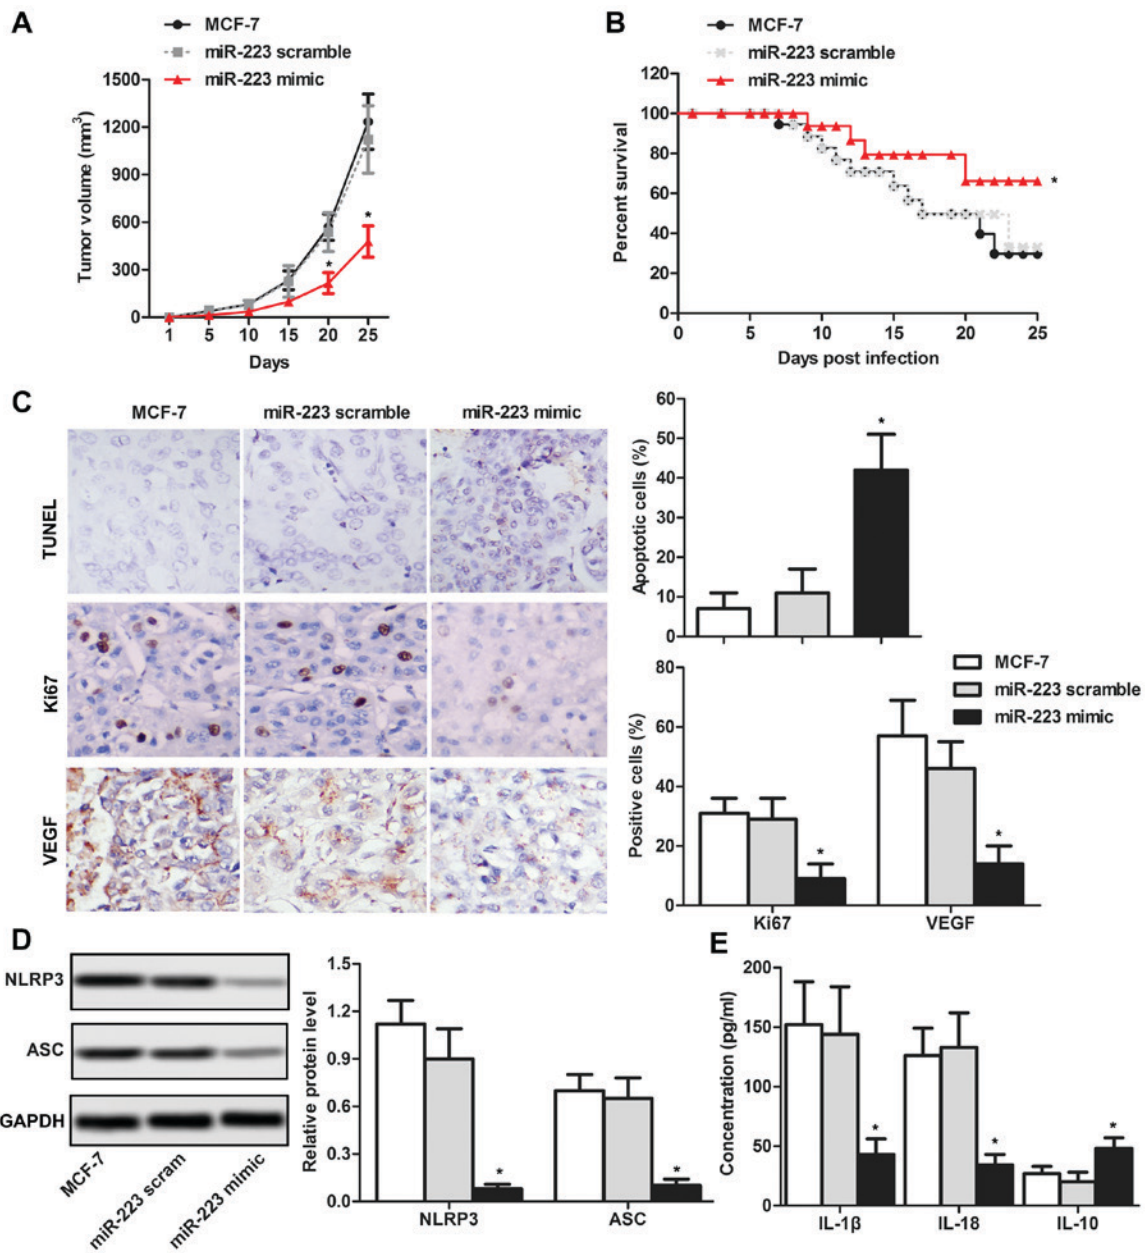 A
MCF-7
miR-223 scramble
miR-223 mimic
Tumor volume (mm³)
1500
1200
900
600
300
0
*
*
1 5 10 15 20 25
Days
B
MCF-7
miR-223 scramble
miR-223 mimic
Percent survival
120
100
80
60
40
20
0
*
0 5 10 15 20 25
Days post infection
C
MCF-7 miR-223 scramble miR-223 mimic
TUNEL
Ki67
VEGF
Apoptotic cells (%)
60
50
40
30
20
10
0
*
MCF-7
miR-223 scramble
miR-223 mimic
Positive cells (%)
80
60
40
20
0
*
*
Ki67 VEGF
D
NLRP3
ASC
GAPDH
MCF-7
miR-223 scram
miR-223 mimic
Relative protein level
1.5
1.2
0.9
0.6
0.3
0.0
*
*
NLRP3 ASC
E
Concentration (pg/ml)
200
150
100
50
0
*
*
*
IL-1β IL-18 IL-10